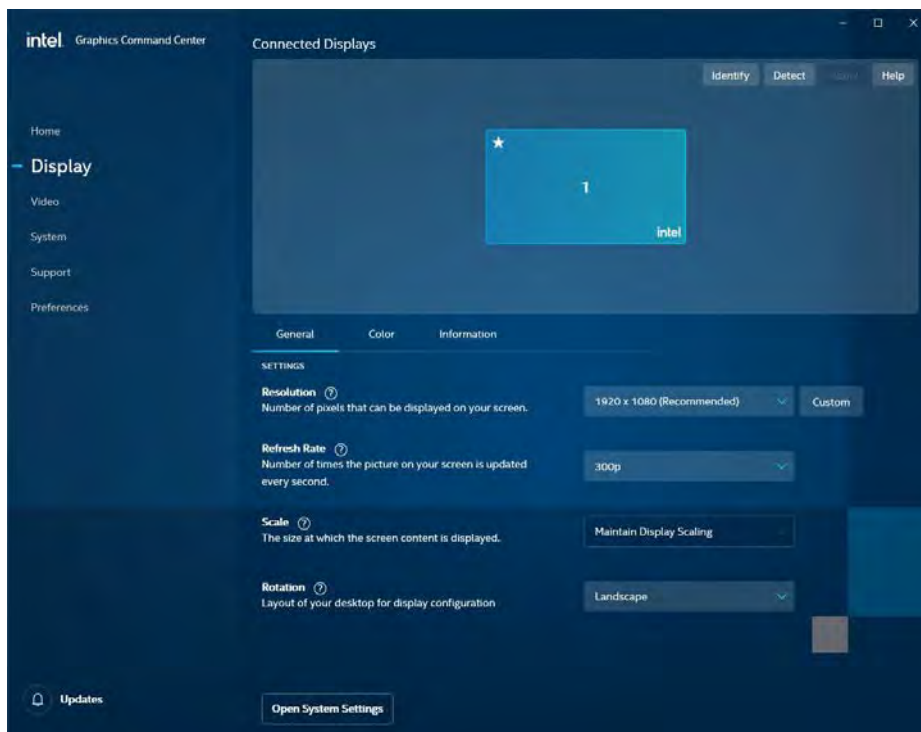 intel Graphics Command Center
Connected Displays
Identify Detect Help
Home
Display
Video
System
Support
Preferences
1
intel
General Color Information
SETTINGS
Resolution ?
Number of pixels that can be displayed on your screen.
1920 x 1080 (Recommended)
Custom
Refresh Rate ?
Number of times the picture on your screen is updated
every second.
300p
Scale ?
The size at which the screen content is displayed.
Maintain Display Scaling
Rotation ?
Layout of your desktop for display configuration
Landscape
Updates
Open System Settings